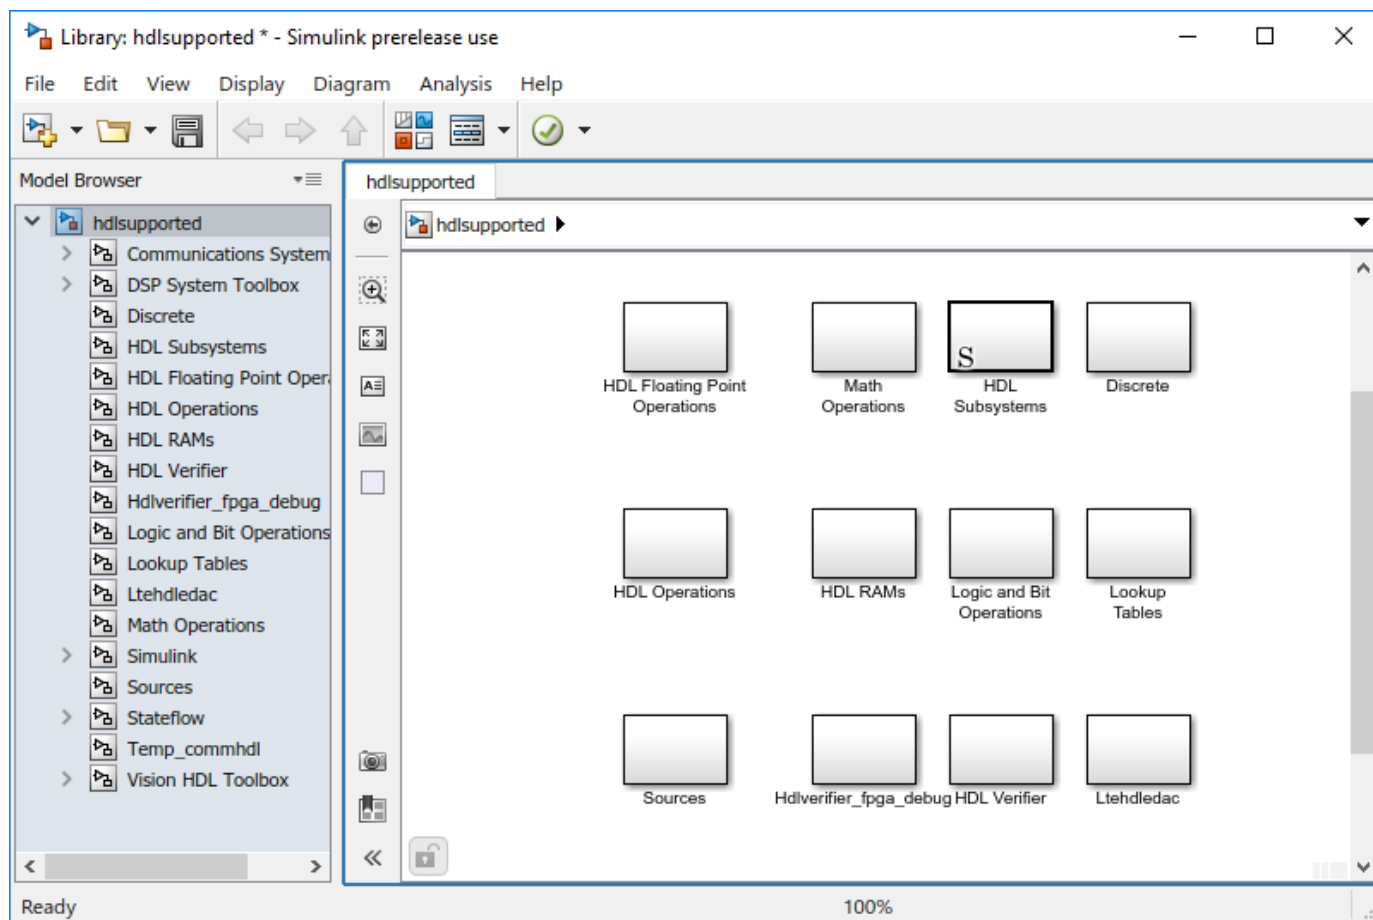 Library: hdlsupported * - Simulink prerelease use
File Edit View Display Diagram Analysis Help
Model Browser
hdlsupported
Communications System
DSP System Toolbox
Discrete
HDL Subsystems
HDL Floating Point Oper
HDL Operations
HDL RAMs
HDL Verifier
Hdlverifier_fpga_debug
Logic and Bit Operations
Lookup Tables
Ltehdledac
Math Operations
Simulink
Sources
Stateflow
Temp_commhdl
Vision HDL Toolbox
hdlsupported
hdlsupported
HDL Floating Point
Operations
Math
Operations
S
HDL
Subsystems
Discrete
HDL Operations
HDL RAMs
Logic and Bit
Operations
Lookup
Tables
Sources
Hdlverifier_fpga_debug
HDL Verifier
Ltehdledac
Ready
100%